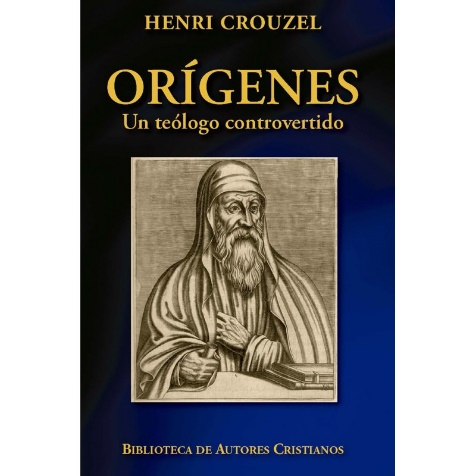 HENRI CROUZEL
ORÍGENES
Un teólogo controvertido
BIBLIOTECA DE AUTORES CRISTIANOS